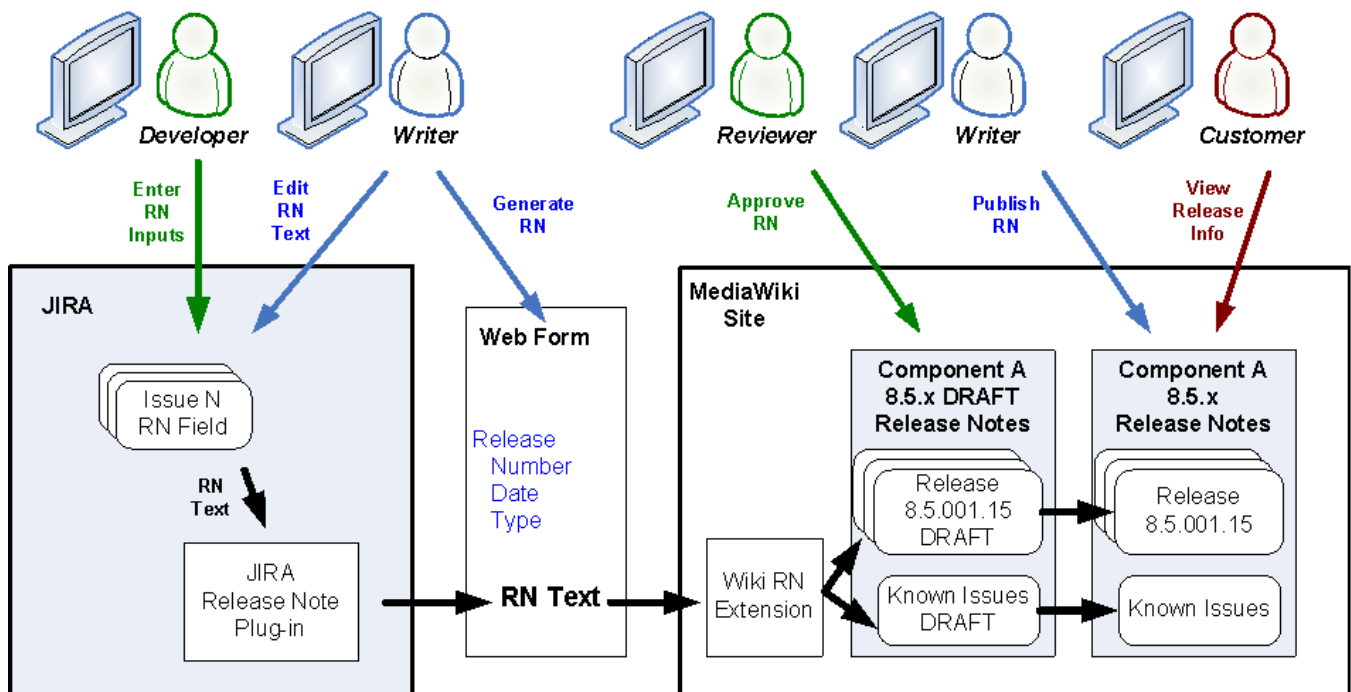 Developer
Writer
Reviewer
Writer
Customer
Enter
RN
Inputs
Edit
RN
Text
Generate
RN
Approve
RN
Publish
RN
View
Release
Info
JIRA
Issue N
RN Field
RN
Text
JIRA
Release Note
Plug-in
Web Form
Release
Number
Date
Type
RN Text
MediaWiki
Site
Wiki RN
Extension
Component A
8.5.x DRAFT
Release Notes
Release
8.5.001.15
DRAFT
Known Issues
DRAFT
Component A
8.5.x
Release Notes
Release
8.5.001.15
Known Issues